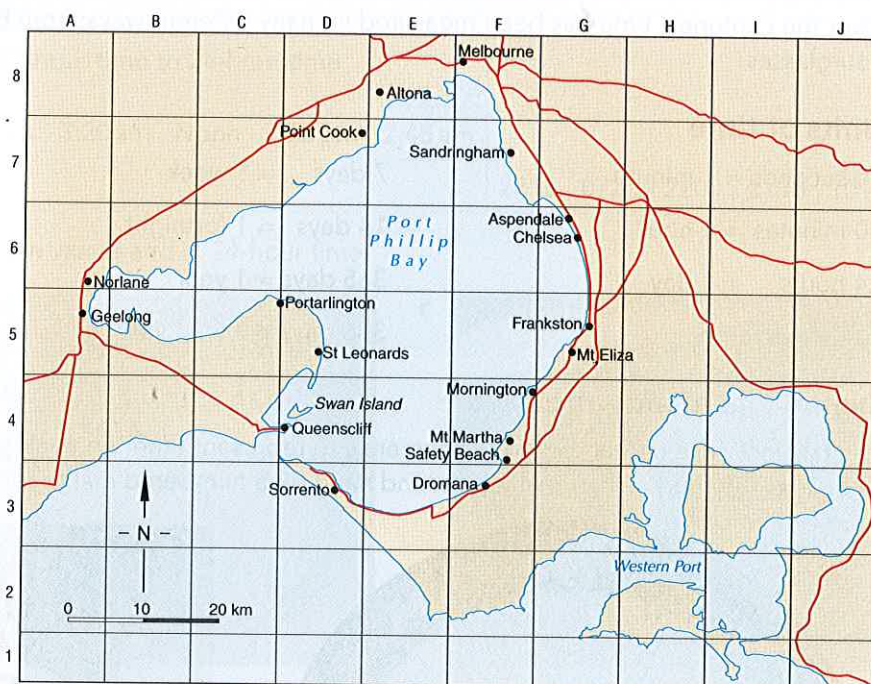 A B C D E F G H I J
8
Melbourne
Altona
Point Cook
7
Sandringham
Port
Phillip
Bay
Aspendale
Chelsea
6
Norlane
Portarlington
Geelong
Frankston
5
St Leonards
Mt Eliza
Mornington
Swan Island
4
Queenscliff
Mt Martha
Safety Beach
Dromana
Sorrento
3
– N –
Western Port
2
0 10 20 km
1
A B C D E F G H I J